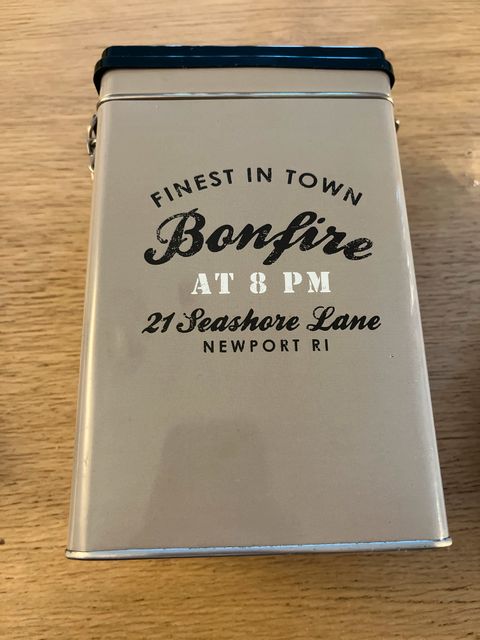 FINEST IN TOWN
Bonfire
AT 8 PM
21 Seashore Lane
NEWPORT RI